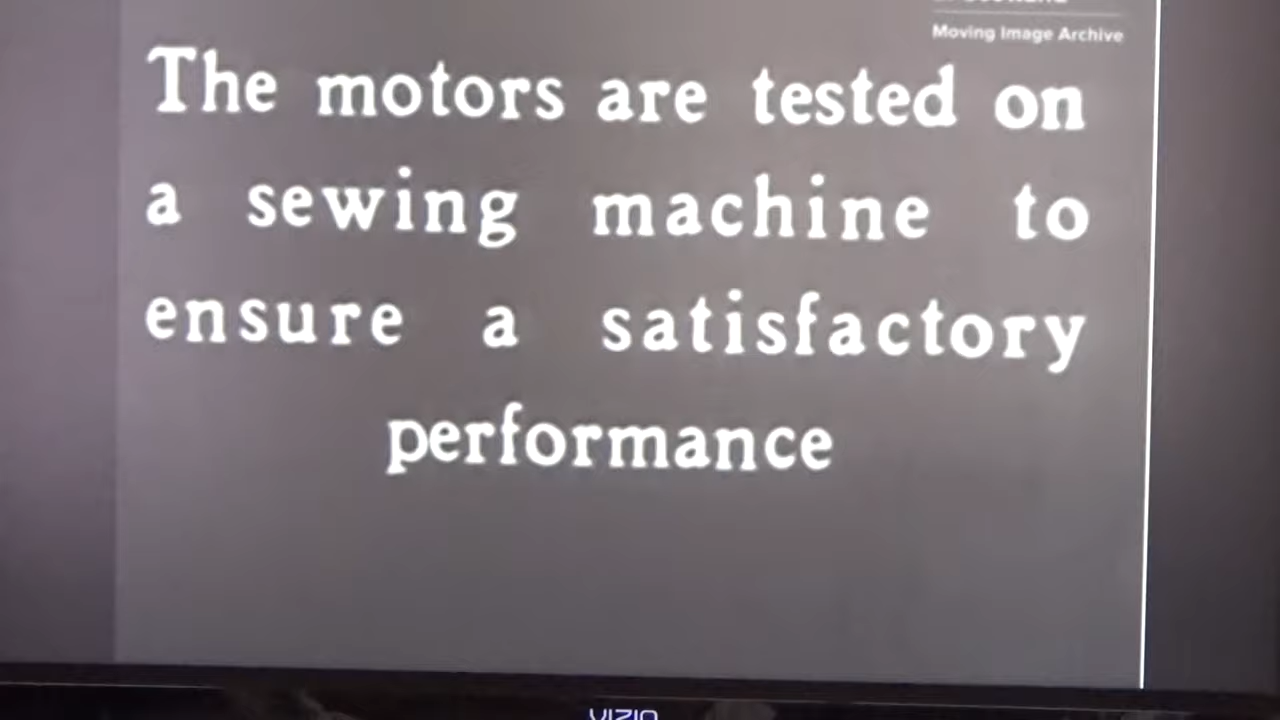 Moving Image Archive
The motors are tested on
a sewing machine to
ensure a satisfactory
performance
VIZIO